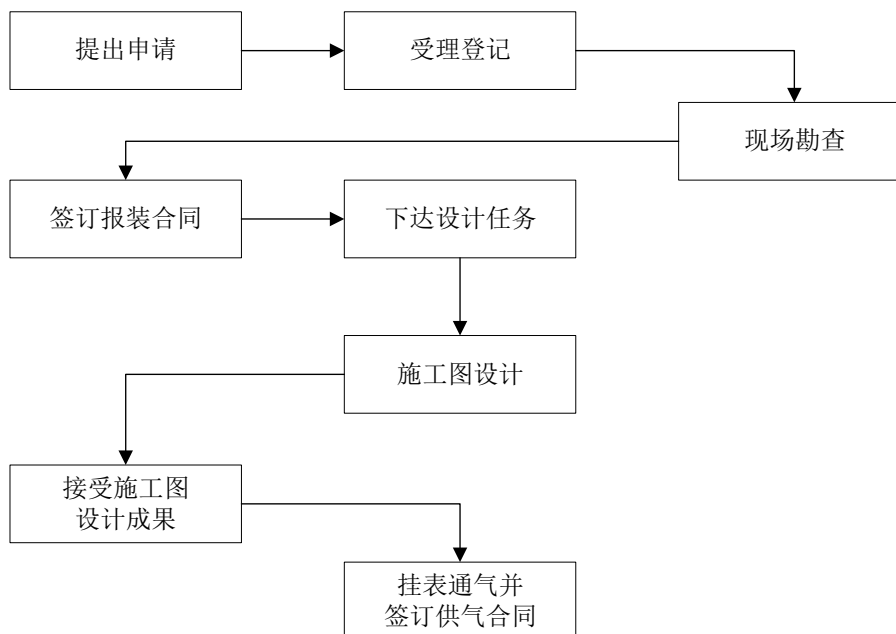 提出申请
受理登记
现场勘查
签订报装合同
下达设计任务
施工图设计
接受施工图
设计成果
挂表通气并
签订供气合同